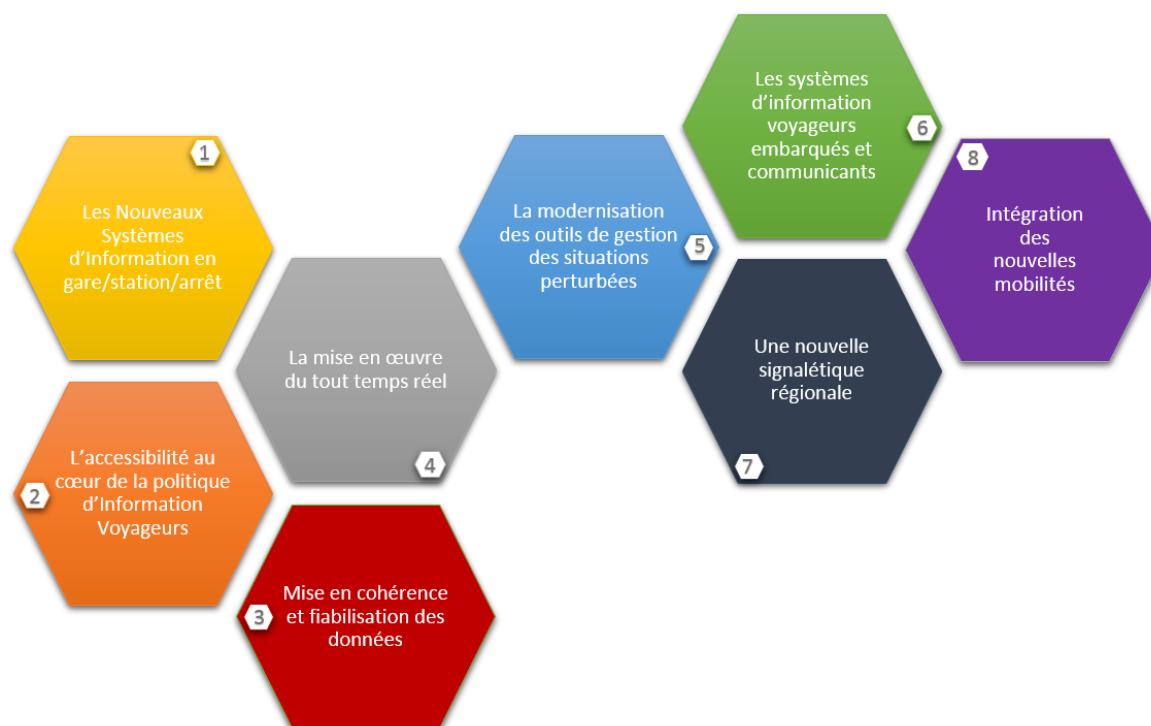 1
Les Nouveaux
Systèmes
d'Information en
gare/station/arrêt
2
L'accessibilité au
cœur de la politique
d'Information
Voyageurs
3
Mise en cohérence
et fiabilisation des
données
4
La mise en œuvre
du tout temps réel
5
La modernisation
des outils de gestion
des situations
perturbées
6
Les systèmes
d'information
voyageurs
embarqués et
communicants
7
Une nouvelle
signalétique
régionale
8
Intégration
des
nouvelles
mobilités